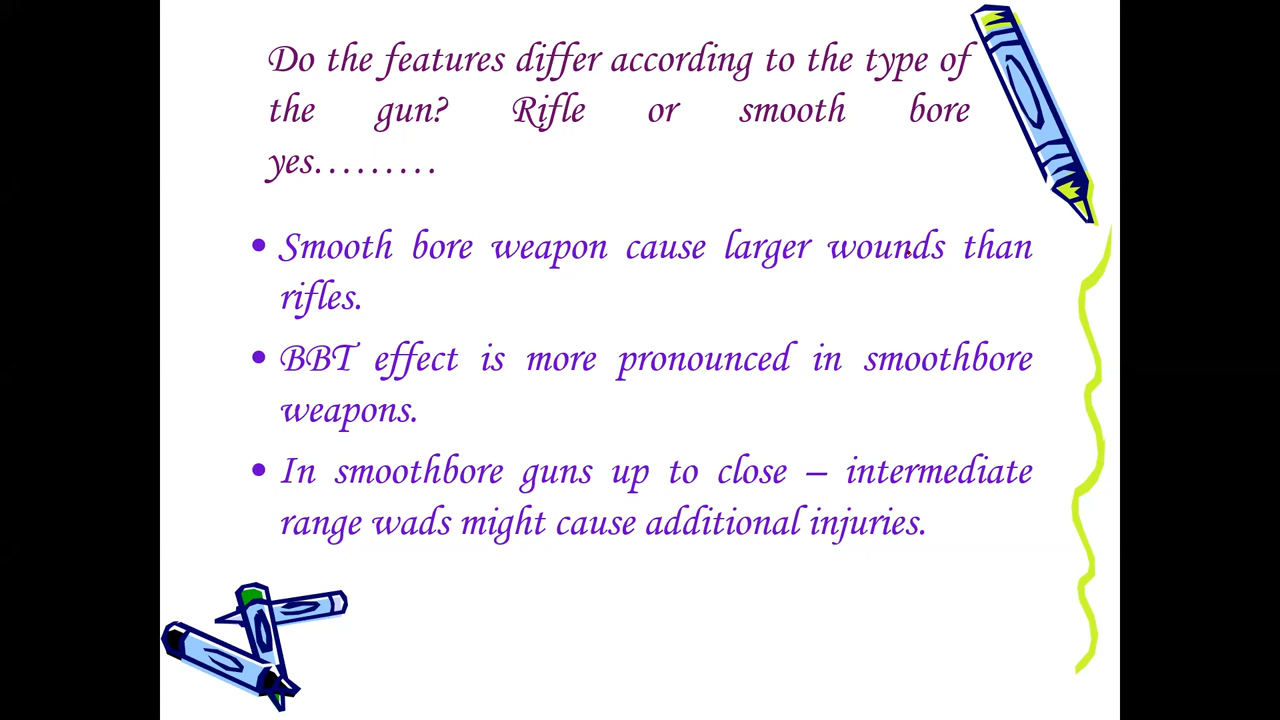 Do the features differ according to the type of
the gun? Rifle or smooth bore
yes.........
• Smooth bore weapon cause larger wounds than
rifles.
• BBT effect is more pronounced in smoothbore
weapons.
• In smoothbore guns up to close – intermediate
range wads might cause additional injuries.